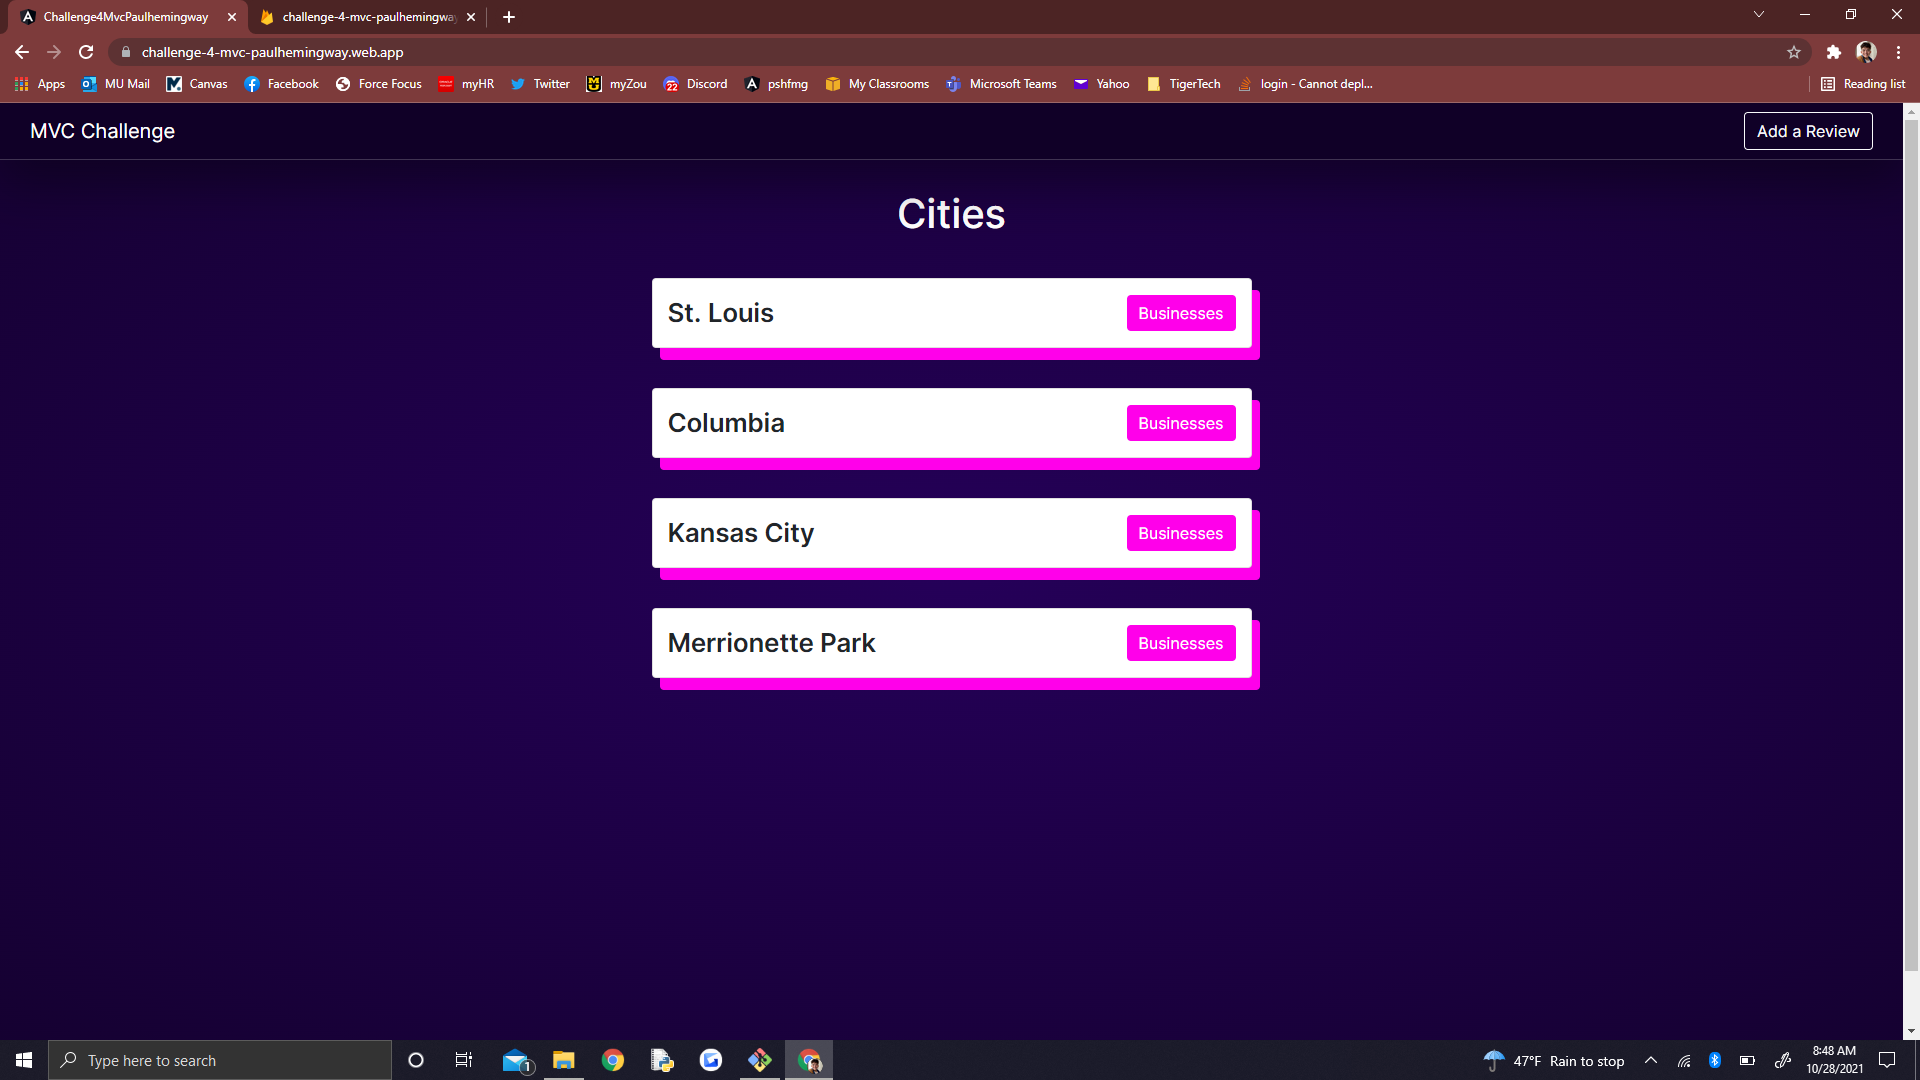 Challenge4MvcPaulhemingway
challenge-4-mvc-paulhemingway
challenge-4-mvc-paulhemingway.web.app
Apps MU Mail Canvas Facebook Force Focus myHR Twitter myZou 22 Discord pshfmg My Classrooms Microsoft Teams Yahoo TigerTech login - Cannot depl... Reading list
MVC Challenge
Add a Review
Cities
St. Louis Businesses
Columbia Businesses
Kansas City Businesses
Merrionette Park Businesses
Type here to search
1
47°F Rain to stop
8:48 AM
10/28/2021